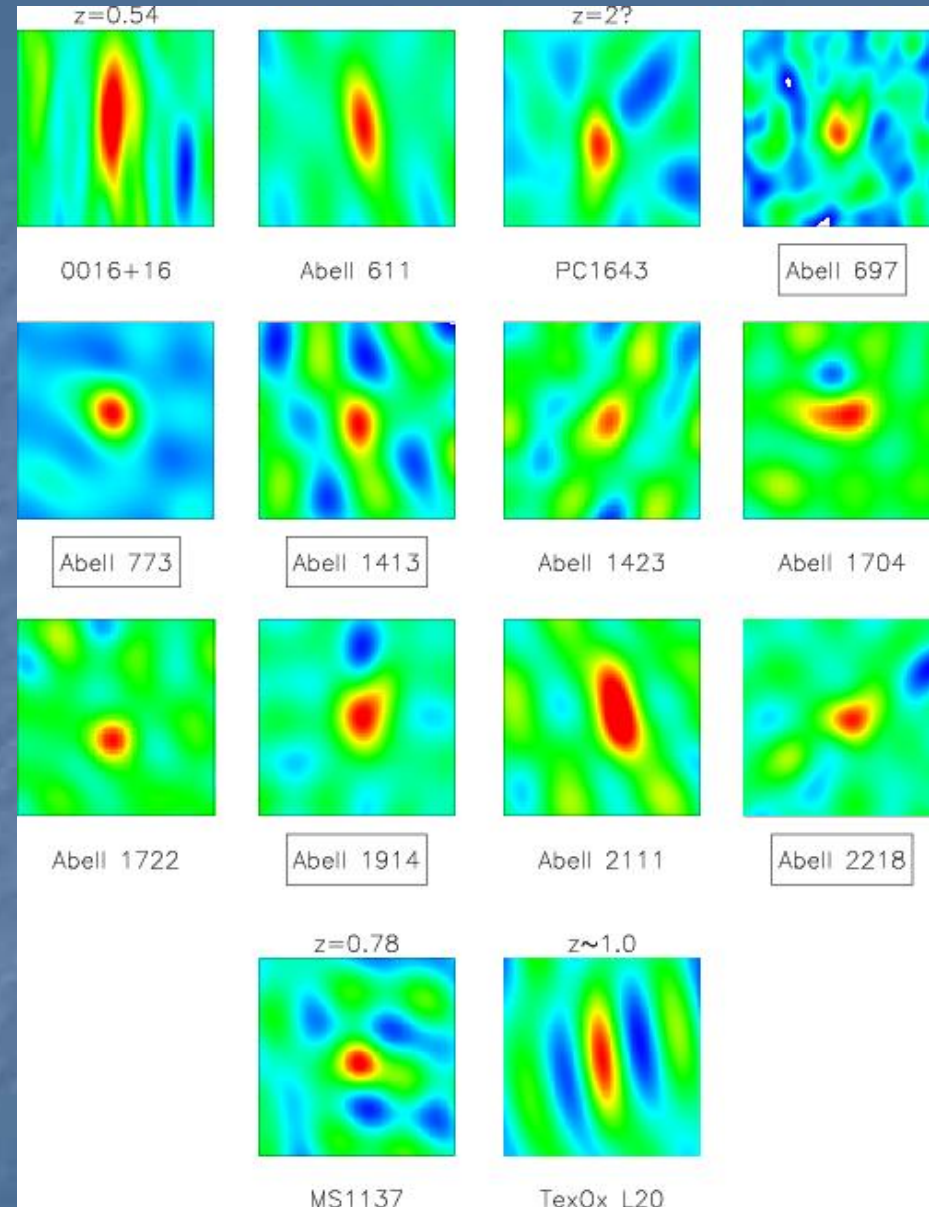 z=0.54 z=2?
0016+16 Abell 611 PC1643 Abell 697
Abell 773 Abell 1413 Abell 1423 Abell 1704
Abell 1722 Abell 1914 Abell 2111 Abell 2218
z=0.78 z~1.0
MS1137 TexOx L20